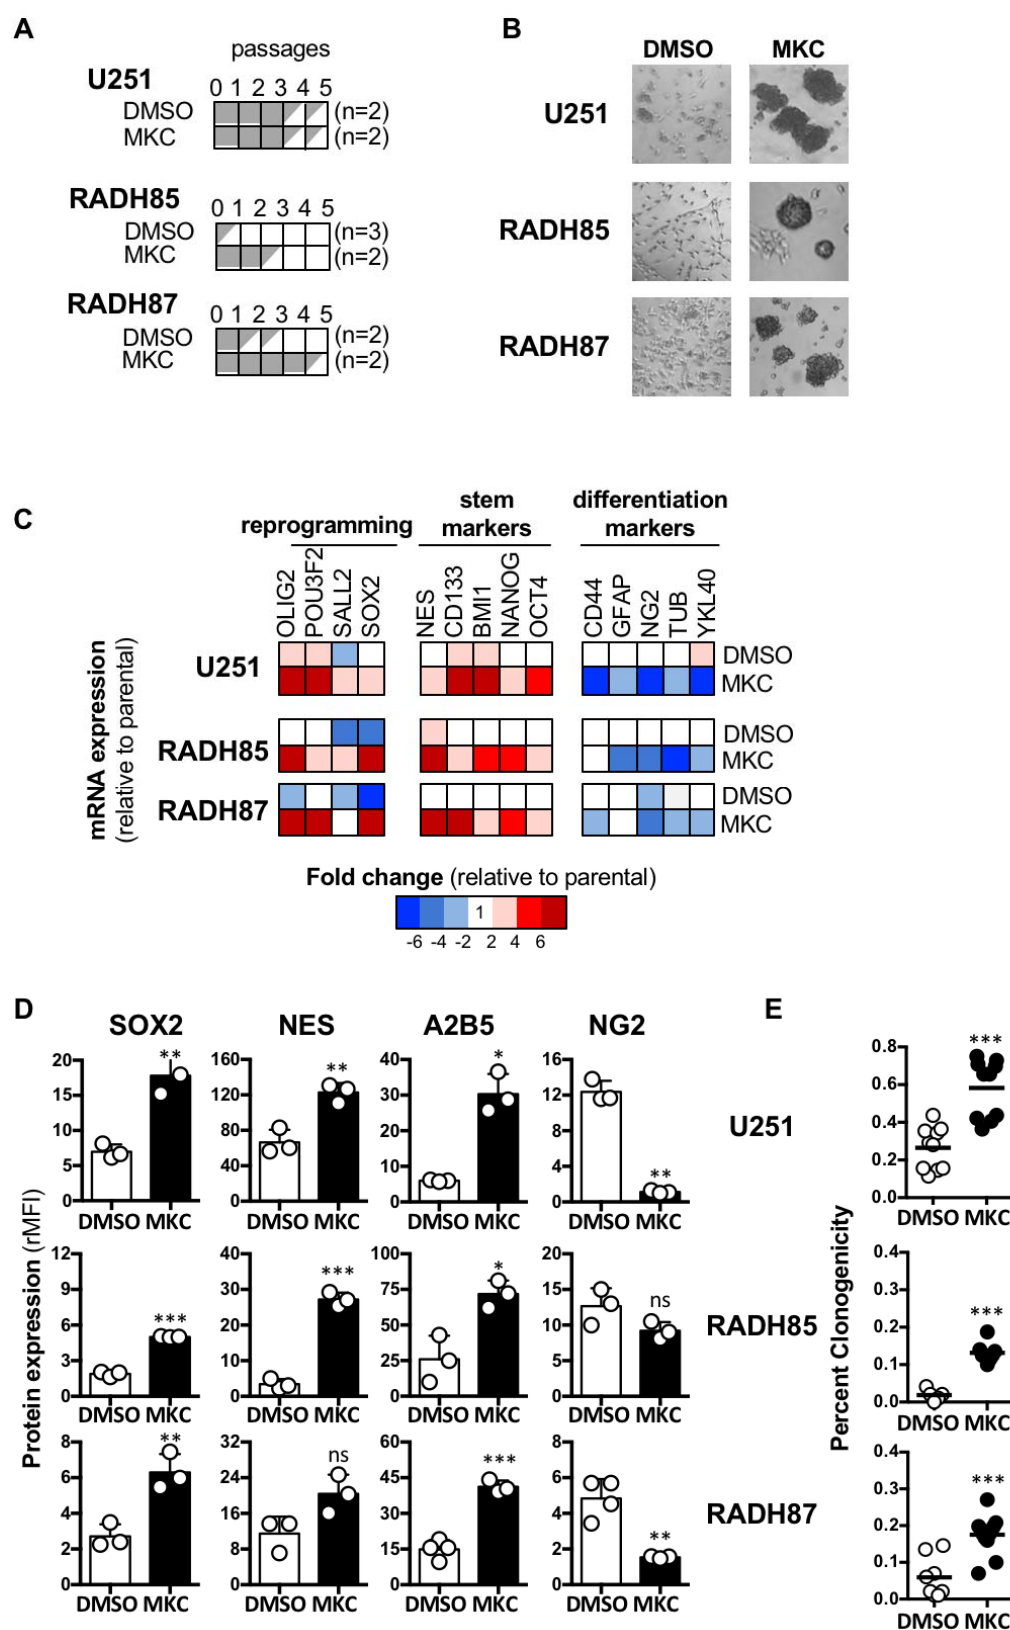 A
passages
U251
0 1 2 3 4 5
DMSO (n=2)
MKC (n=2)
RADH85
0 1 2 3 4 5
DMSO (n=3)
MKC (n=2)
RADH87
0 1 2 3 4 5
DMSO (n=2)
MKC (n=2)
B
DMSO MKC
U251
RADH85
RADH87
C
reprogramming
stem
markers
differentiation
markers
OLIG2 POU3F2 SALL2 SOX2
NES CD133 BMI1 NANOG OCT4
CD44 GFAP NG2 TUB YKL40
mRNA expression
(relative to parental)
U251
DMSO
MKC
RADH85
DMSO
MKC
RADH87
DMSO
MKC
Fold change (relative to parental)
1
-6 -4 -2 2 4 6
D
SOX2 NES A2B5 NG2
Protein expression (rMFI)
20 15 10 5 0
**
DMSO MKC
160 120 80 40 0
**
DMSO MKC
40 30 20 10 0
*
DMSO MKC
16 12 8 4 0
**
DMSO MKC
12 9 6 3 0
***
DMSO MKC
40 30 20 10 0
***
DMSO MKC
100 75 50 25 0
*
DMSO MKC
20 15 10 5 0
ns
DMSO MKC
8 6 4 2 0
**
DMSO MKC
32 24 16 8 0
ns
DMSO MKC
60 45 30 15 0
***
DMSO MKC
8 6 4 2 0
**
DMSO MKC
E
Percent Clonogenicity
U251
0.8 0.6 0.4 0.2 0.0
***
DMSO MKC
RADH85
0.4 0.3 0.2 0.1 0.0
***
DMSO MKC
RADH87
0.4 0.3 0.2 0.1 0.0
***
DMSO MKC